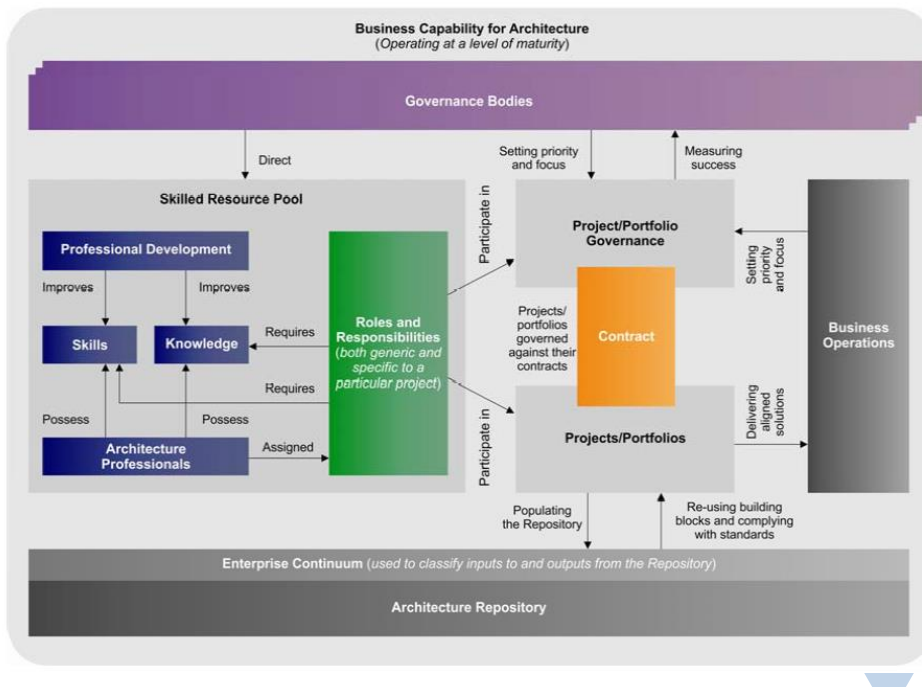 Business Capability for Architecture
(Operating at a level of maturity)
Governance Bodies
Direct
Setting priority
and focus
Measuring
success
Skilled Resource Pool
Professional Development
Improves
Improves
Skills
Knowledge
Requires
Requires
Possess
Possess
Architecture
Professionals
Assigned
Roles and
Responsibilities
(both generic and
specific to a
particular project)
Participate in
Participate in
Project/Portfolio
Governance
Projects/
portfolios
governed
against their
contracts
Contract
Projects/Portfolios
Setting
priority
and focus
Delivering
aligned
solutions
Business
Operations
Populating
the Repository
Re-using building
blocks and complying
with standards
Enterprise Continuum (used to classify inputs to and outputs from the Repository)
Architecture Repository